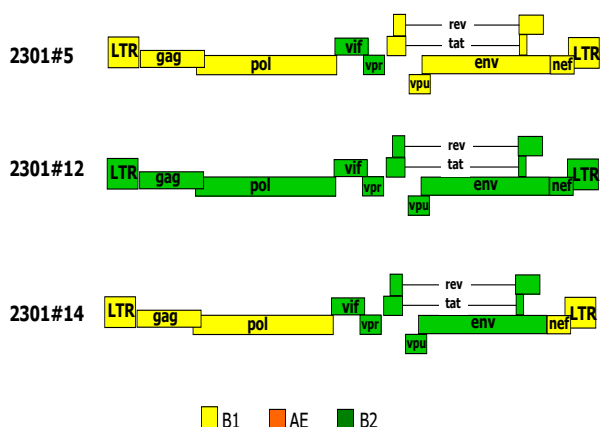 rev
2301#5 LTR vif tat LTR
gag pol vpr env nef
vpu
rev
2301#12 LTR vif tat LTR
gag pol vpr env nef
vpu
rev
2301#14 LTR vif tat LTR
gag pol vpr env nef
vpu
B1 AE B2